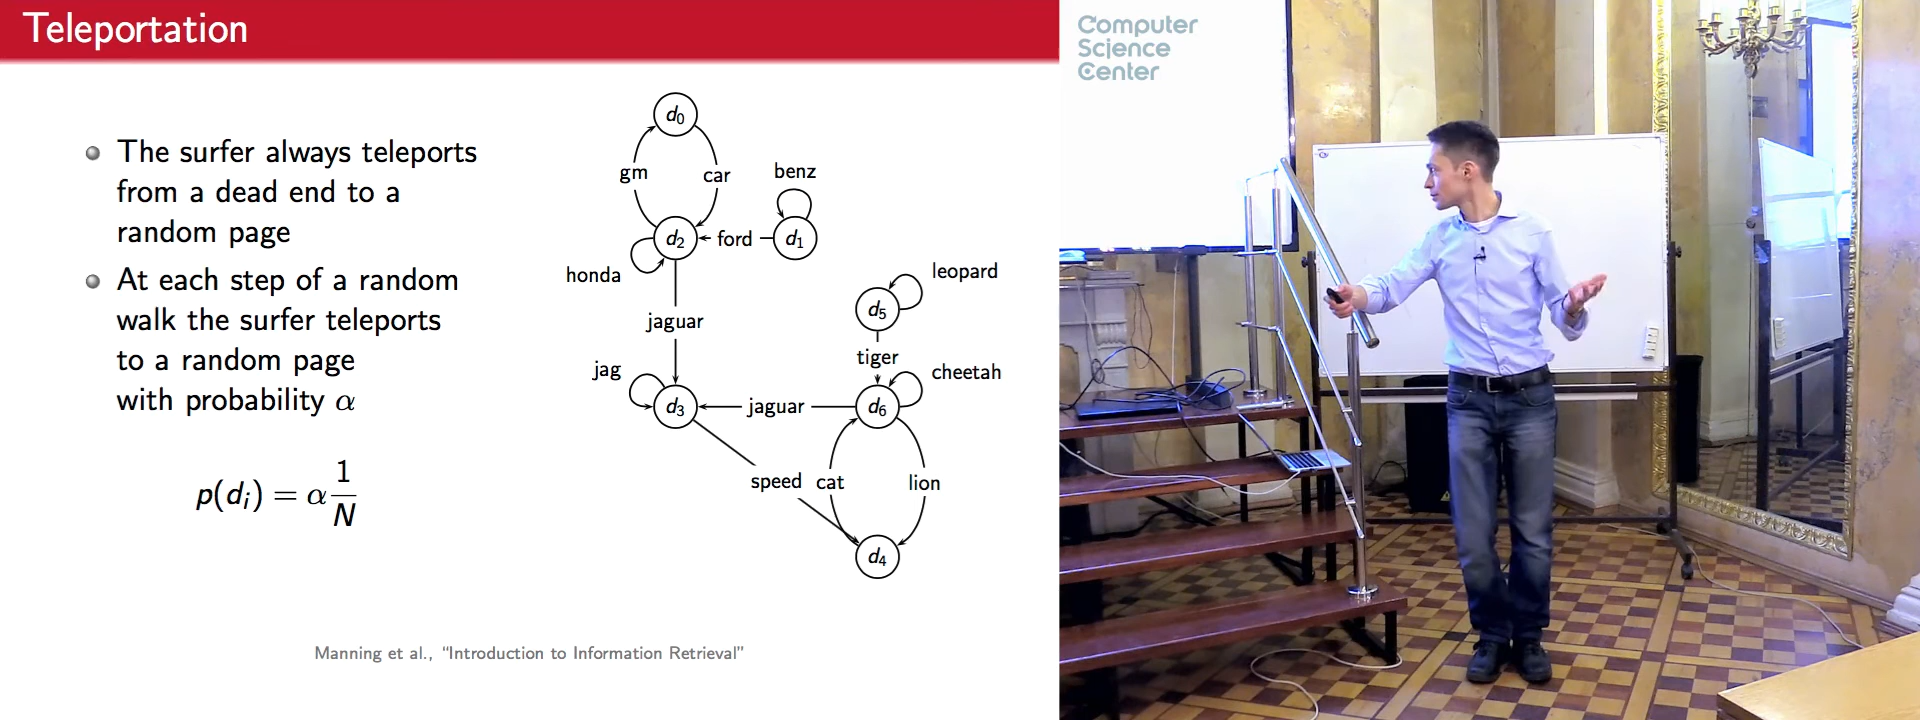 Teleportation
The surfer always teleports
from a dead end to a
random page
At each step of a random
walk the surfer teleports
to a random page
with probability α
p(dᵢ) = α 1/N
d₀
gm
car
benz
d₂
ford
d₁
honda
leopard
d₅
jaguar
tiger
jag
cheetah
d₃
jaguar
d₆
speed
cat
lion
d₄
Manning et al., “Introduction to Information Retrieval”
Computer
Science
Center